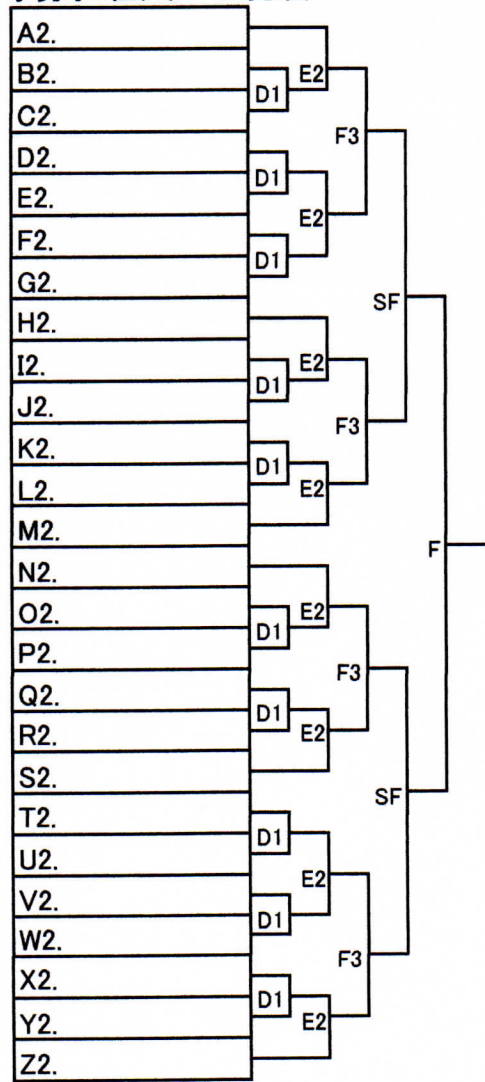 A2.
B2.
C2.
D2.
E2.
F2.
G2.
H2.
I2.
J2.
K2.
L2.
M2.
N2.
O2.
P2.
Q2.
R2.
S2.
T2.
U2.
V2.
W2.
X2.
Y2.
Z2.
D1
D1
D1
D1
D1
D1
D1
D1
D1
D1
E2
E2
E2
E2
E2
E2
E2
E2
F3
F3
F3
F3
SF
SF
F